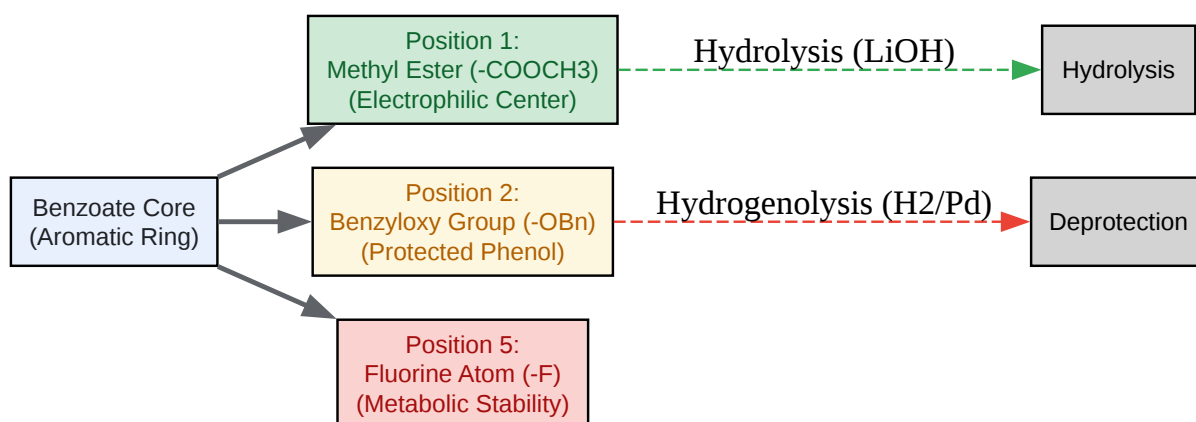 Benzoate Core
(Aromatic Ring)
Position 1:
Methyl Ester (-COOCH3)
(Electrophilic Center)
Hydrolysis (LiOH)
Hydrolysis
Position 2:
Benzyloxy Group (-OBn)
(Protected Phenol)
Hydrogenolysis (H2/Pd)
Deprotection
Position 5:
Fluorine Atom (-F)
(Metabolic Stability)